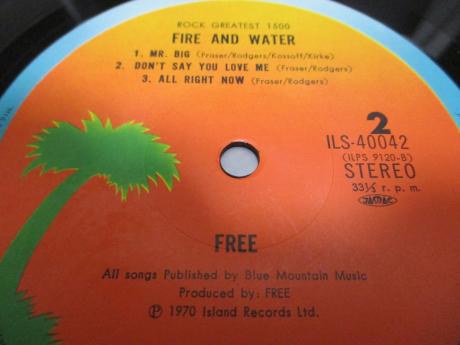 ROCK GREATEST 1500
FIRE AND WATER
1. MR. BIG (Fraser/Rodgers/Kossoff/Kirke)
2. DON'T SAY YOU LOVE ME (Fraser/Rodgers)
3. ALL RIGHT NOW (Fraser/Rodgers)
2
ILS-40042
(ILPS 9120-B)
STEREO
33⅓ r. p. m.
JASRAC
FREE
All songs Published by Blue Mountain Music
Produced by: FREE
Ⓟ 1970 Island Records Ltd.